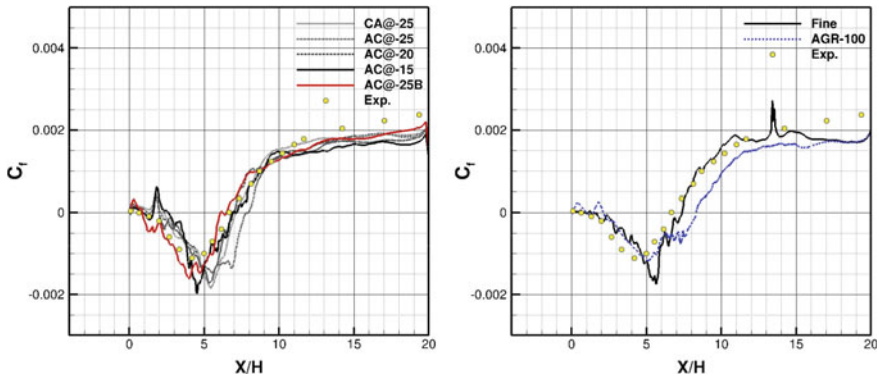 CA@-25
AC@-25
AC@-20
AC@-15
AC@-25B
Exp.
0.004
0.002
0
-0.002
Cf
0
5
10
15
20
X/H
Fine
AGR-100
Exp.
0.004
0.002
0
-0.002
Cf
0
5
10
15
20
X/H